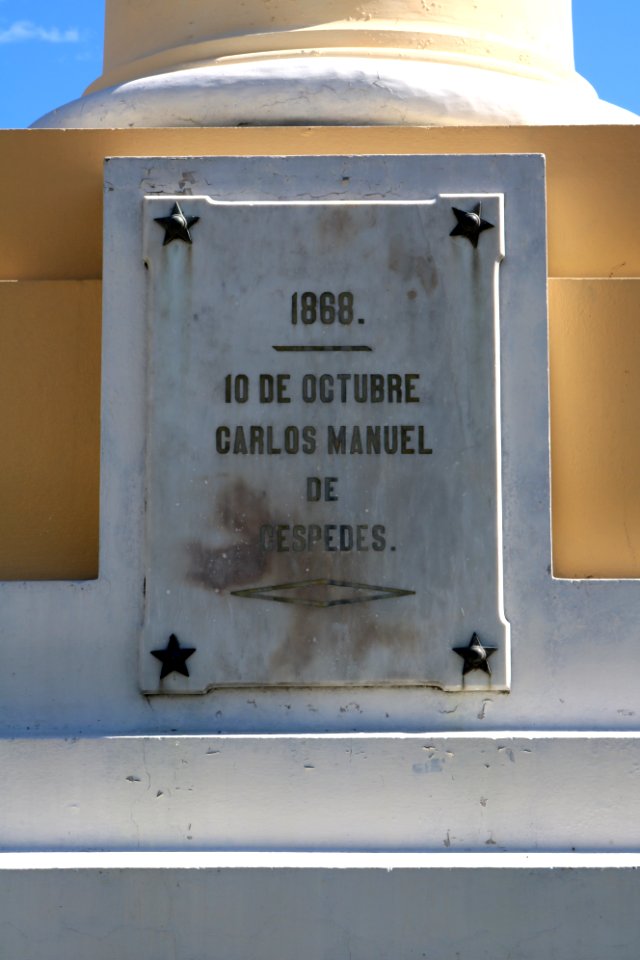 1868.
10 DE OCTUBRE
CARLOS MANUEL
DE
CESPEDES.